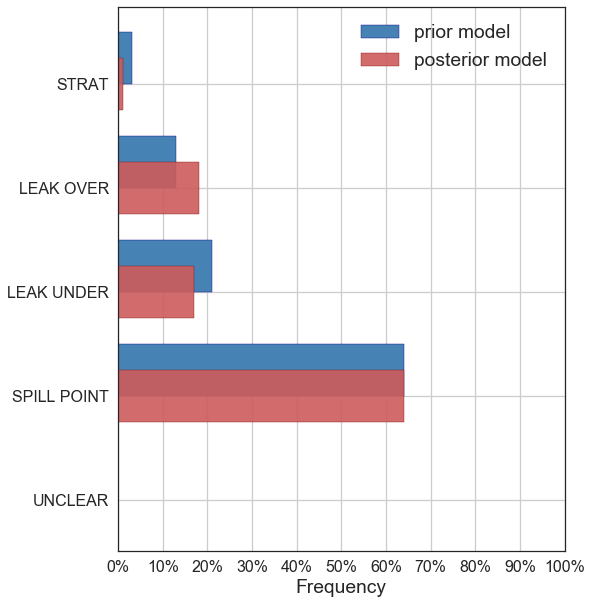 prior model
posterior model
STRAT
LEAK OVER
LEAK UNDER
SPILL POINT
UNCLEAR
0% 10% 20% 30% 40% 50% 60% 70% 80% 90% 100%
Frequency